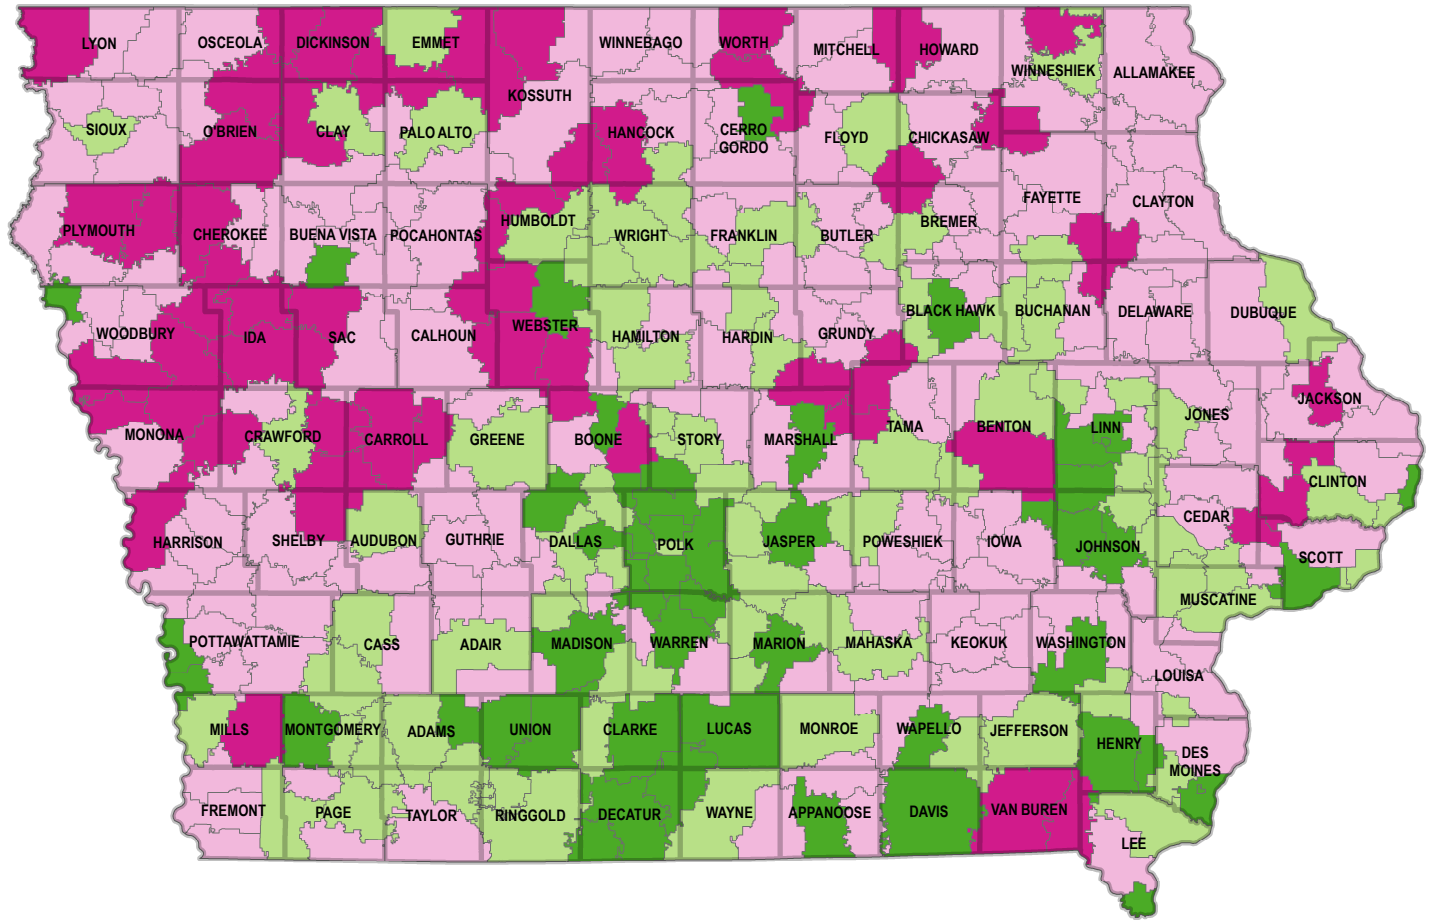 LYON
OSCEOLA
DICKINSON
EMMET
WINNEBAGO
WORTH
MITCHELL
HOWARD
WINNESHIEK
ALLAMAKEE
KOSSUTH
SIOUX
O'BRIEN
CLAY
PALO ALTO
HANCOCK
CERRO
GORDO
FLOYD
CHICKASAW
PLYMOUTH
CHEROKEE
BUENA VISTA
POCAHONTAS
HUMBOLDT
WRIGHT
FRANKLIN
BUTLER
BREMER
FAYETTE
CLAYTON
WOODBURY
IDA
SAC
CALHOUN
WEBSTER
HAMILTON
HARDIN
GRUNDY
BLACK HAWK
BUCHANAN
DELAWARE
DUBUQUE
MONONA
CRAWFORD
CARROLL
GREENE
BOONE
STORY
MARSHALL
TAMA
BENTON
LINN
JONES
JACKSON
CLINTON
HARRISON
SHELBY
AUDUBON
GUTHRIE
DALLAS
POLK
JASPER
POWESHIEK
IOWA
JOHNSON
CEDAR
SCOTT
MUSCATINE
POTTAWATTAMIE
CASS
ADAIR
MADISON
WARREN
MARION
MAHASKA
KEOKUK
WASHINGTON
LOUISA
MILLS
MONTGOMERY
ADAMS
UNION
CLARKE
LUCAS
MONROE
WAPELLO
JEFFERSON
HENRY
DES
MOINES
FREMONT
PAGE
TAYLOR
RINGGOLD
DECATUR
WAYNE
APPANOOSE
DAVIS
VAN BUREN
LEE